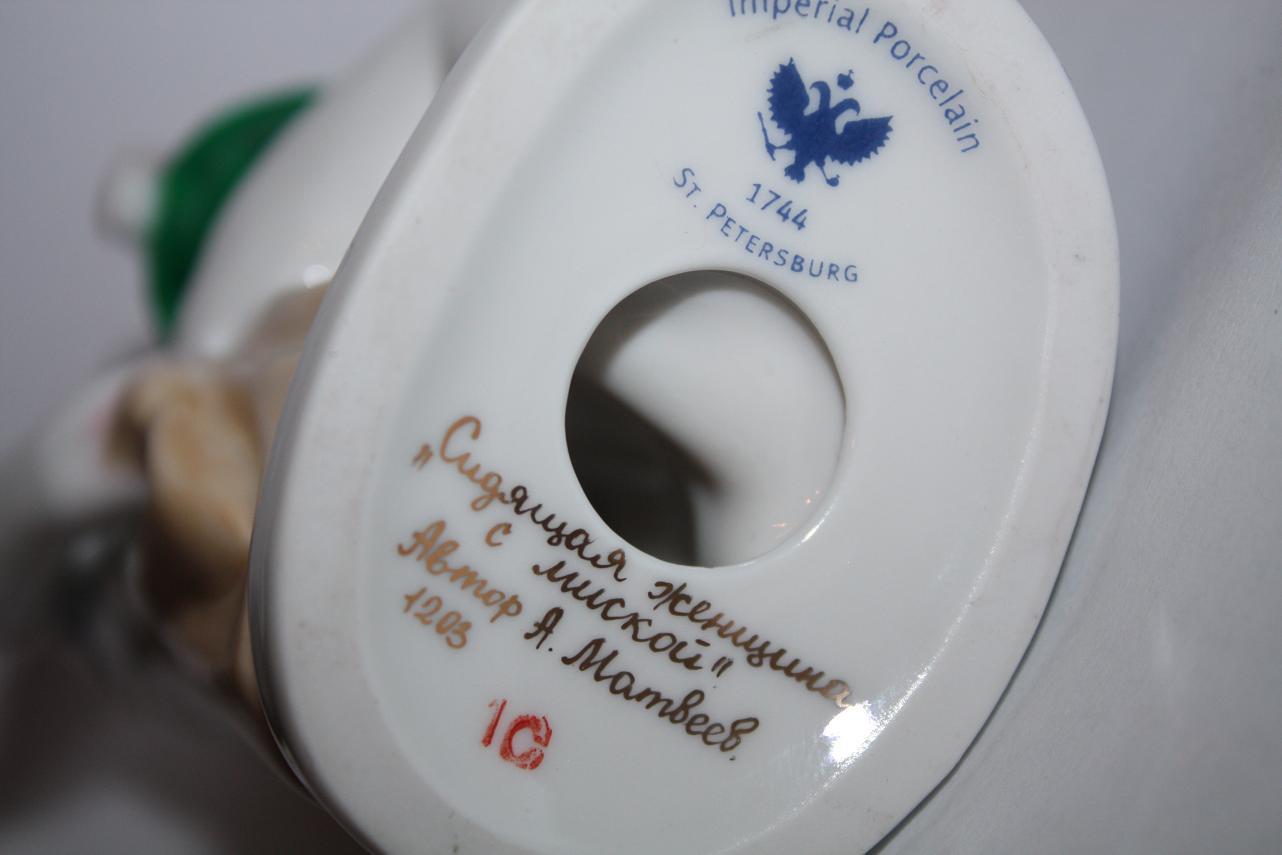 Imperial Porcelain
1744
ST. PETERSBURG
„Сидящая женщина
с миской"
Автор А. Матвеев.
1203
1С